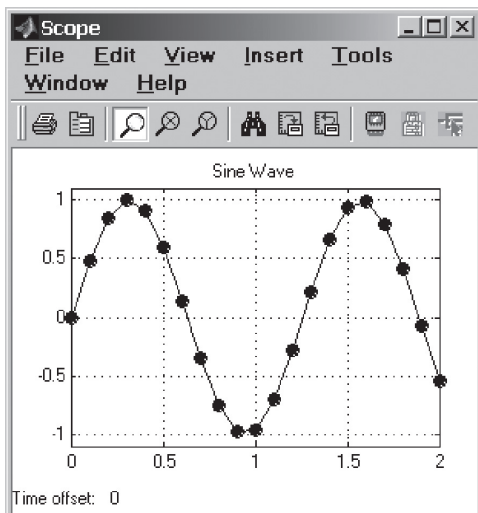 Scope
File Edit View Insert Tools
Window Help
Sine Wave
1
0.5
0
-0.5
-1
0 0.5 1 1.5 2
Time offset: 0